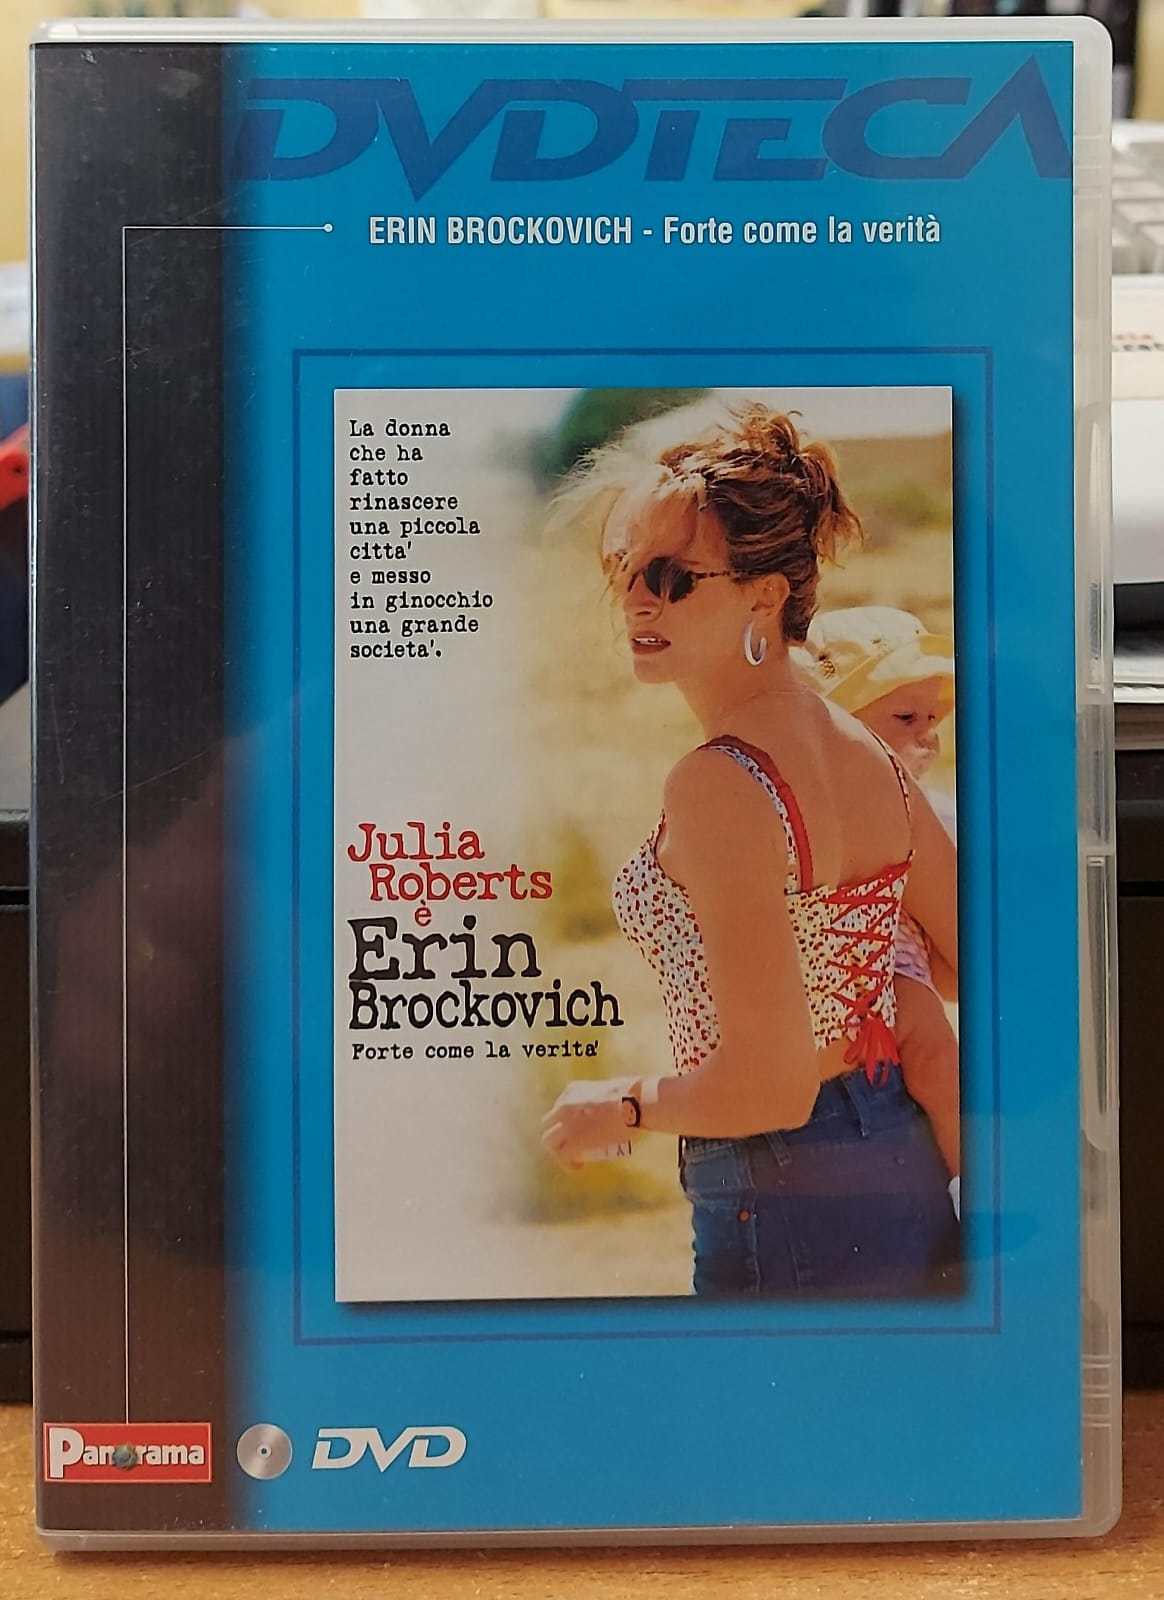 DVDTECA
ERIN BROCKOVICH - Forte come la verità
La donna
che ha
fatto
rinascere
una piccola
citta'
e messo
in ginocchio
una grande
societa'.
Julia
Roberts
è
Erin
Brockovich
Forte come la verita'
Panorama
DVD